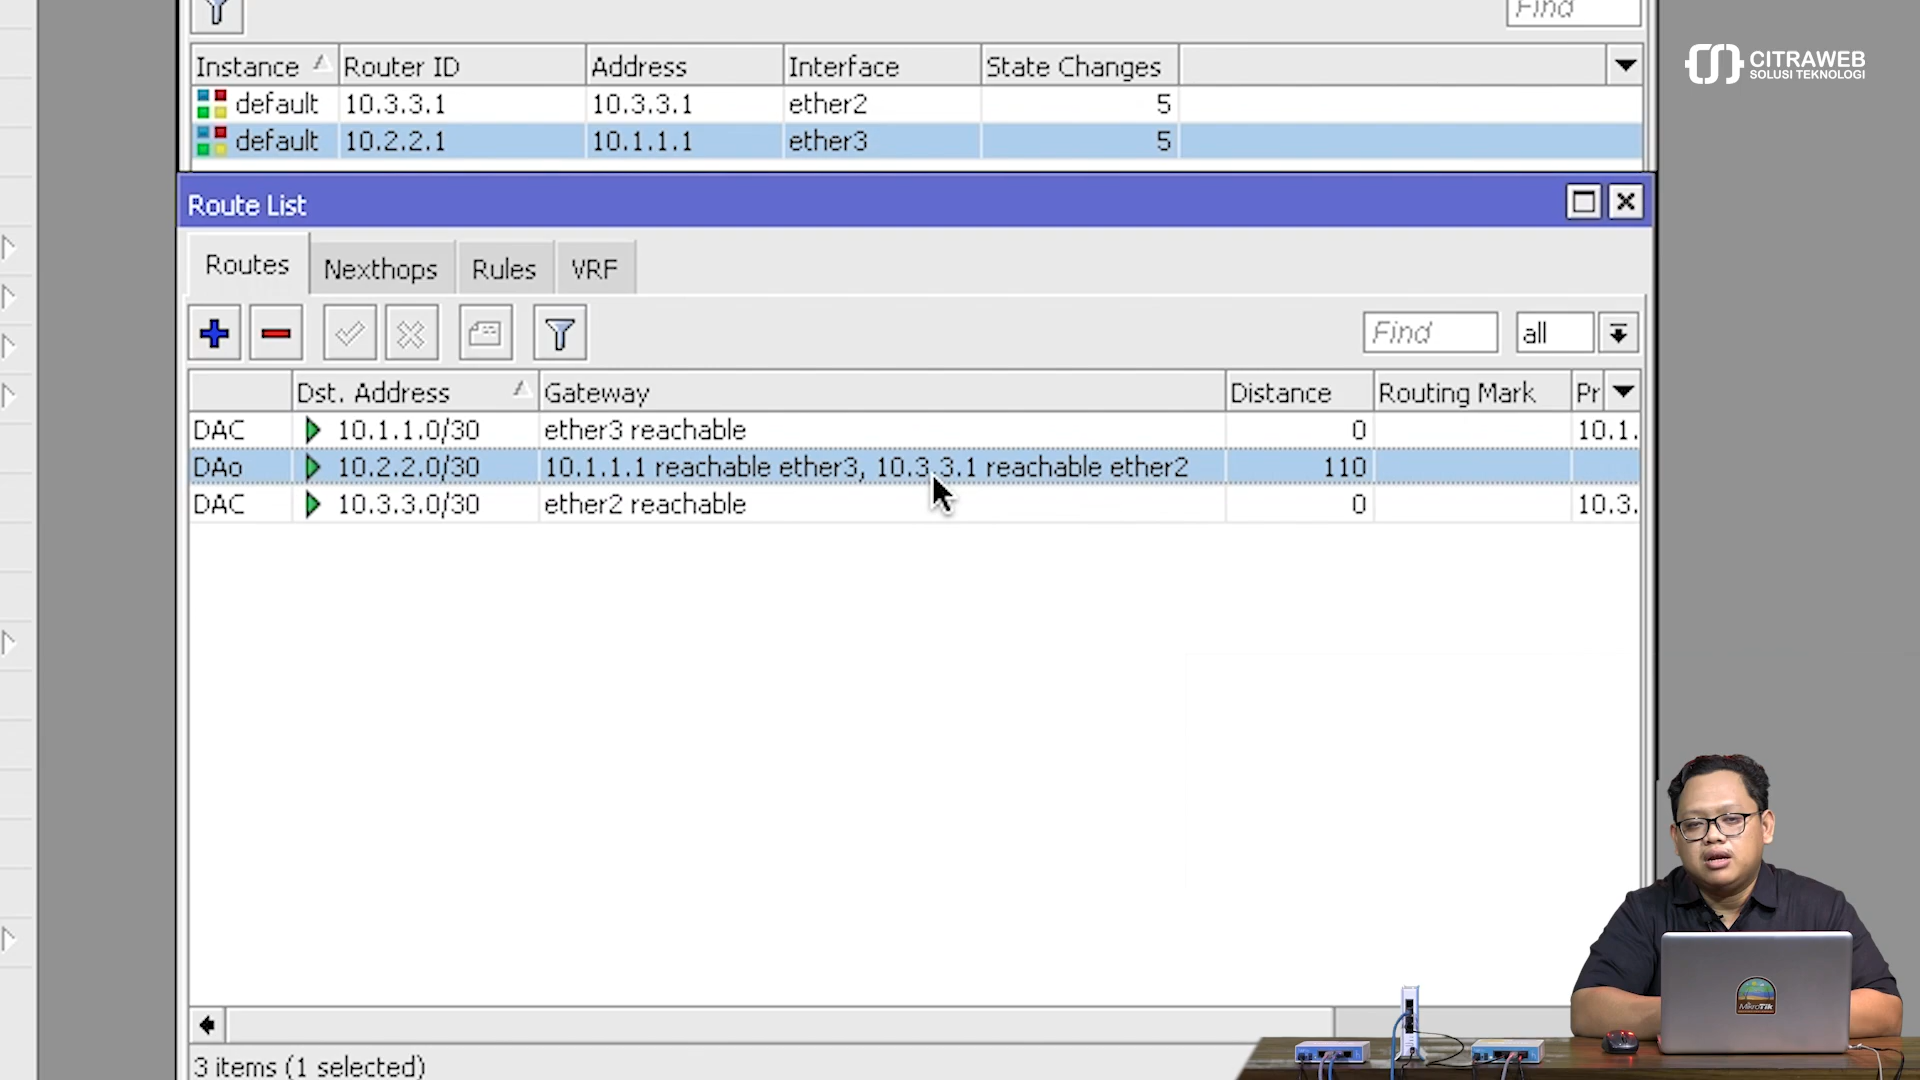 Find
CITRAWEB
SOLUSI TEKNOLOGI
Instance Router ID Address Interface State Changes
default 10.3.3.1 10.3.3.1 ether2 5
default 10.2.2.1 10.1.1.1 ether3 5
Route List
Routes Nexthops Rules VRF
Find all
Dst. Address Gateway Distance Routing Mark Pr
DAC 10.1.1.0/30 ether3 reachable 0 10.1.
DAo 10.2.2.0/30 10.1.1.1 reachable ether3, 10.3.3.1 reachable ether2 110
DAC 10.3.3.0/30 ether2 reachable 0 10.3.
MikroTik
3 items (1 selected)